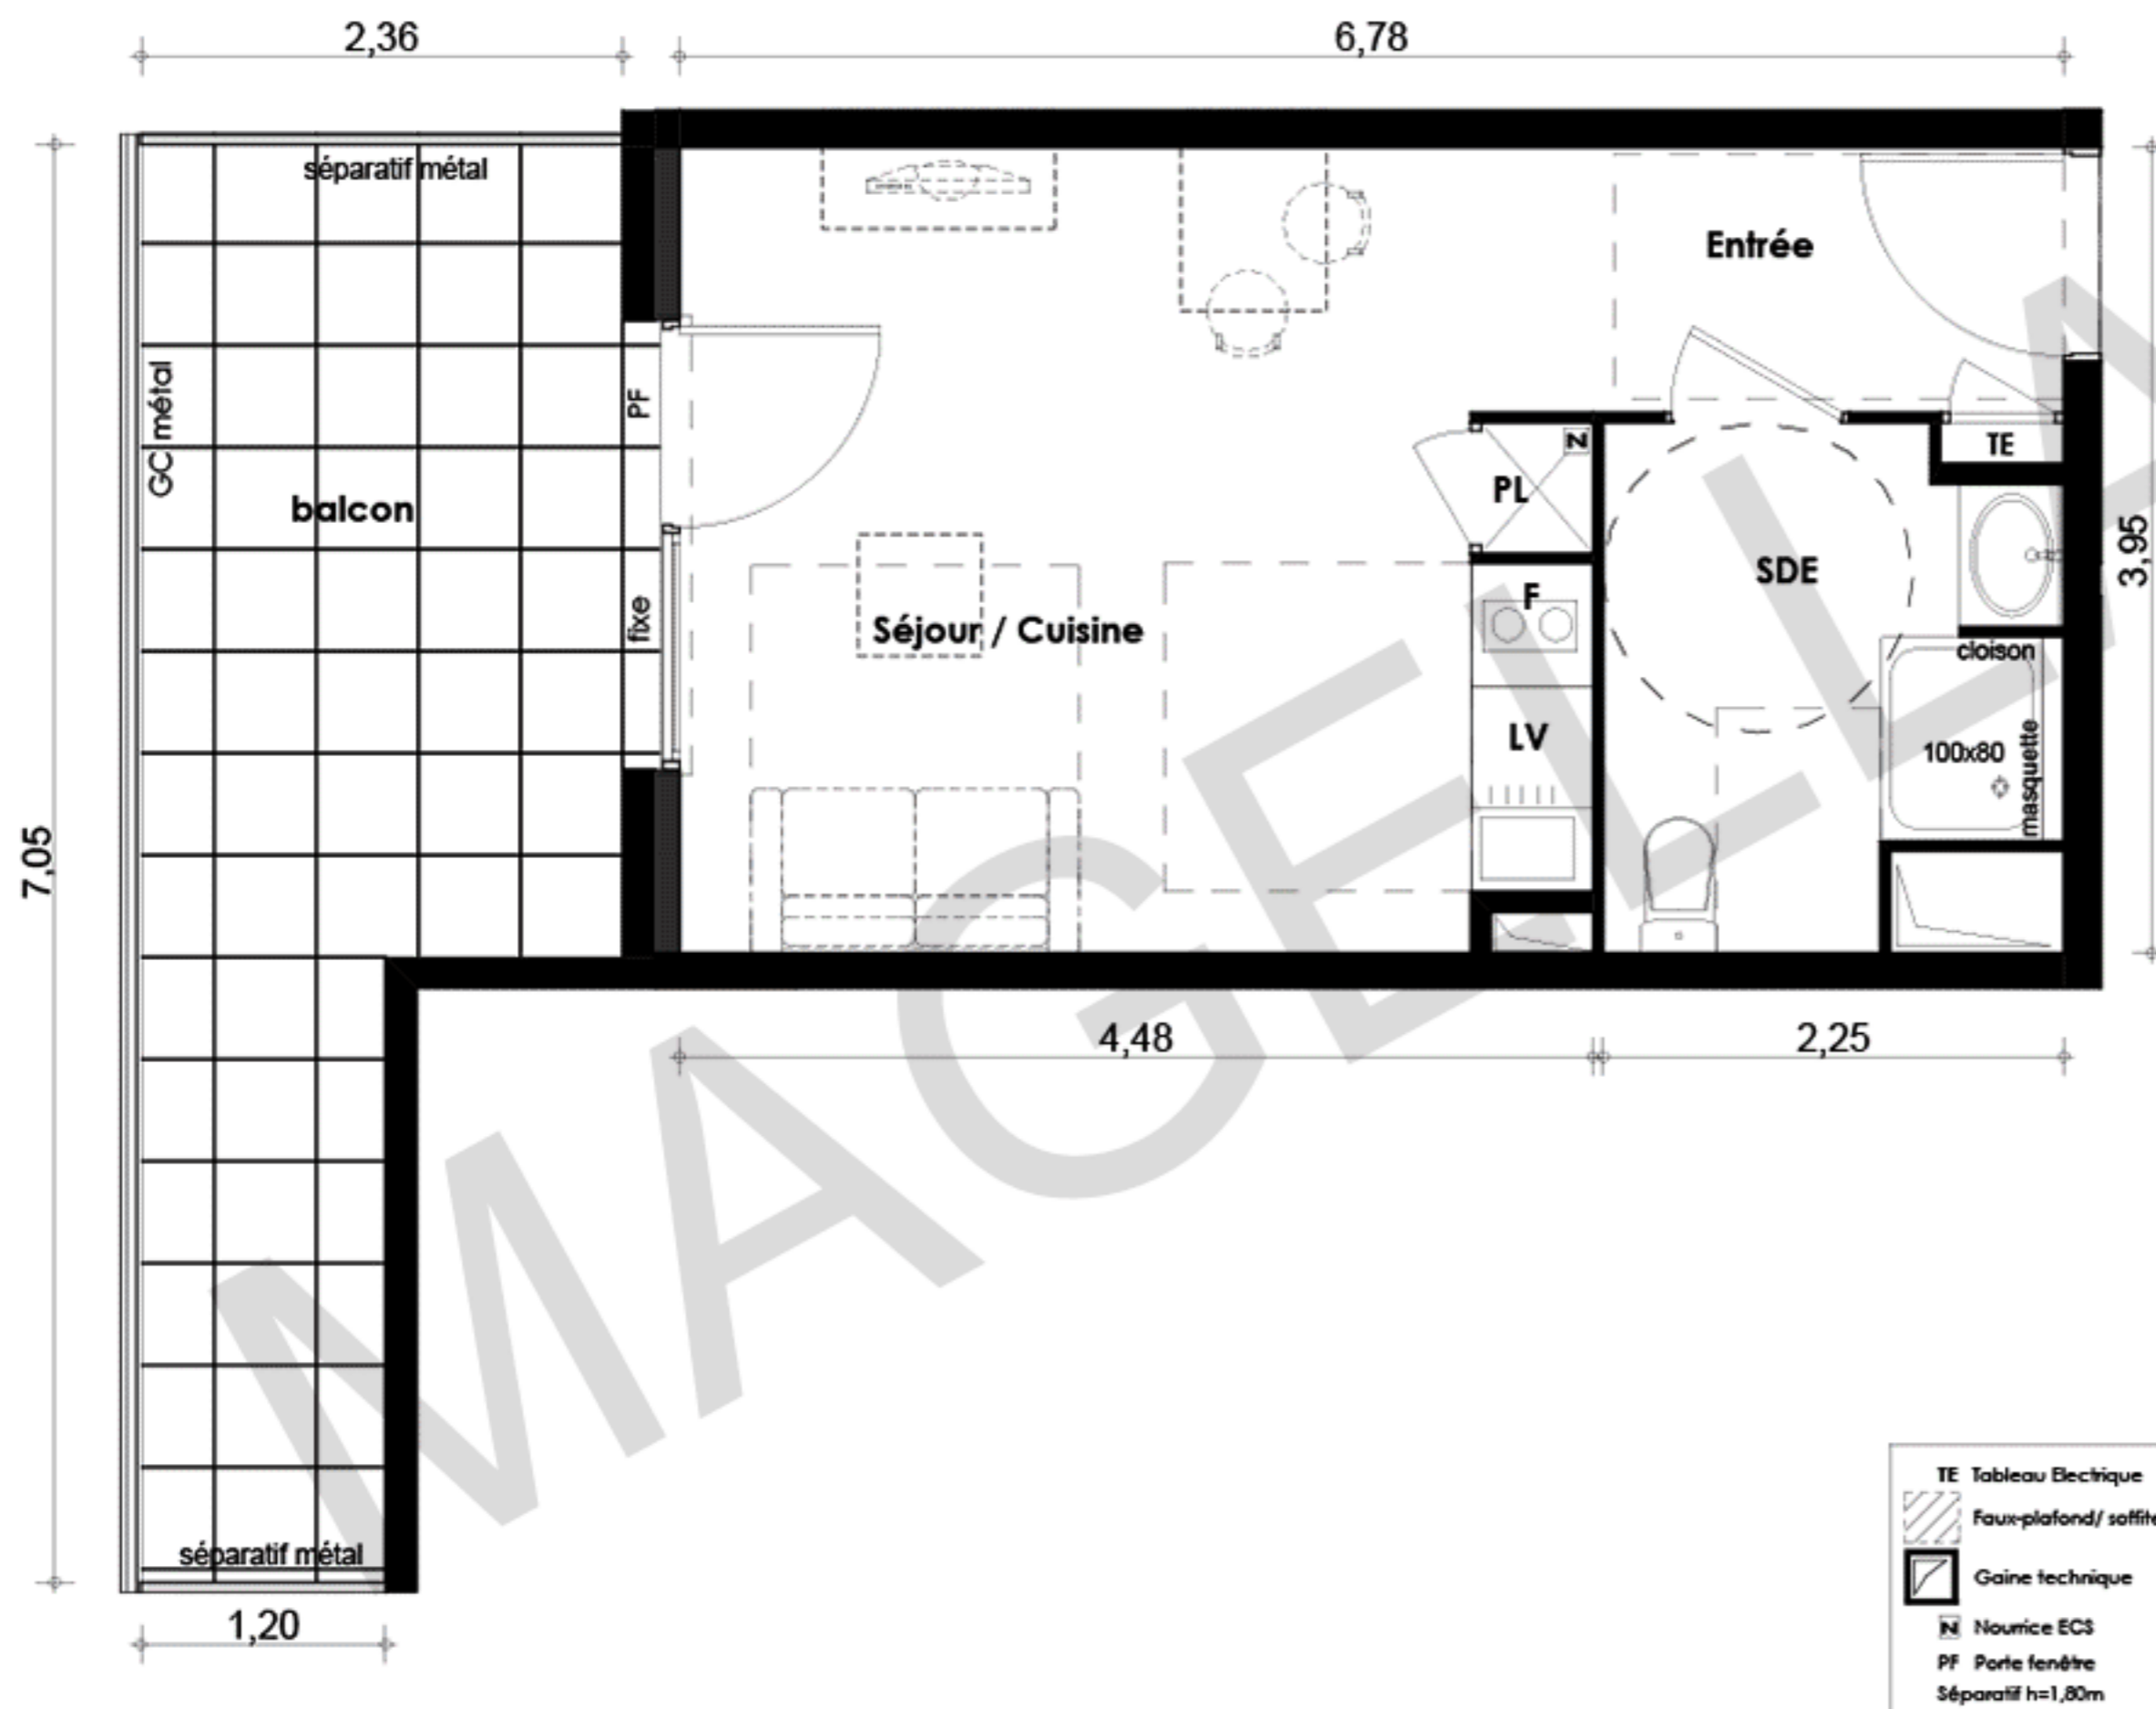 2,36
6,78
séparatif métal
Entrée
GC métal
PF
N
TE
PL
balcon
3,95
SDE
F
fixe
Séjour / Cuisine
cloison
LV
100x80
masquette
7,05
4,48
2,25
MAGELLA
séparatif métal
1,20
TE Tableau Electrique
Faux-plafond/ soffite
Gaine technique
N Nourrice ECS
PF Porte fenêtre
Séparatif h=1,80m